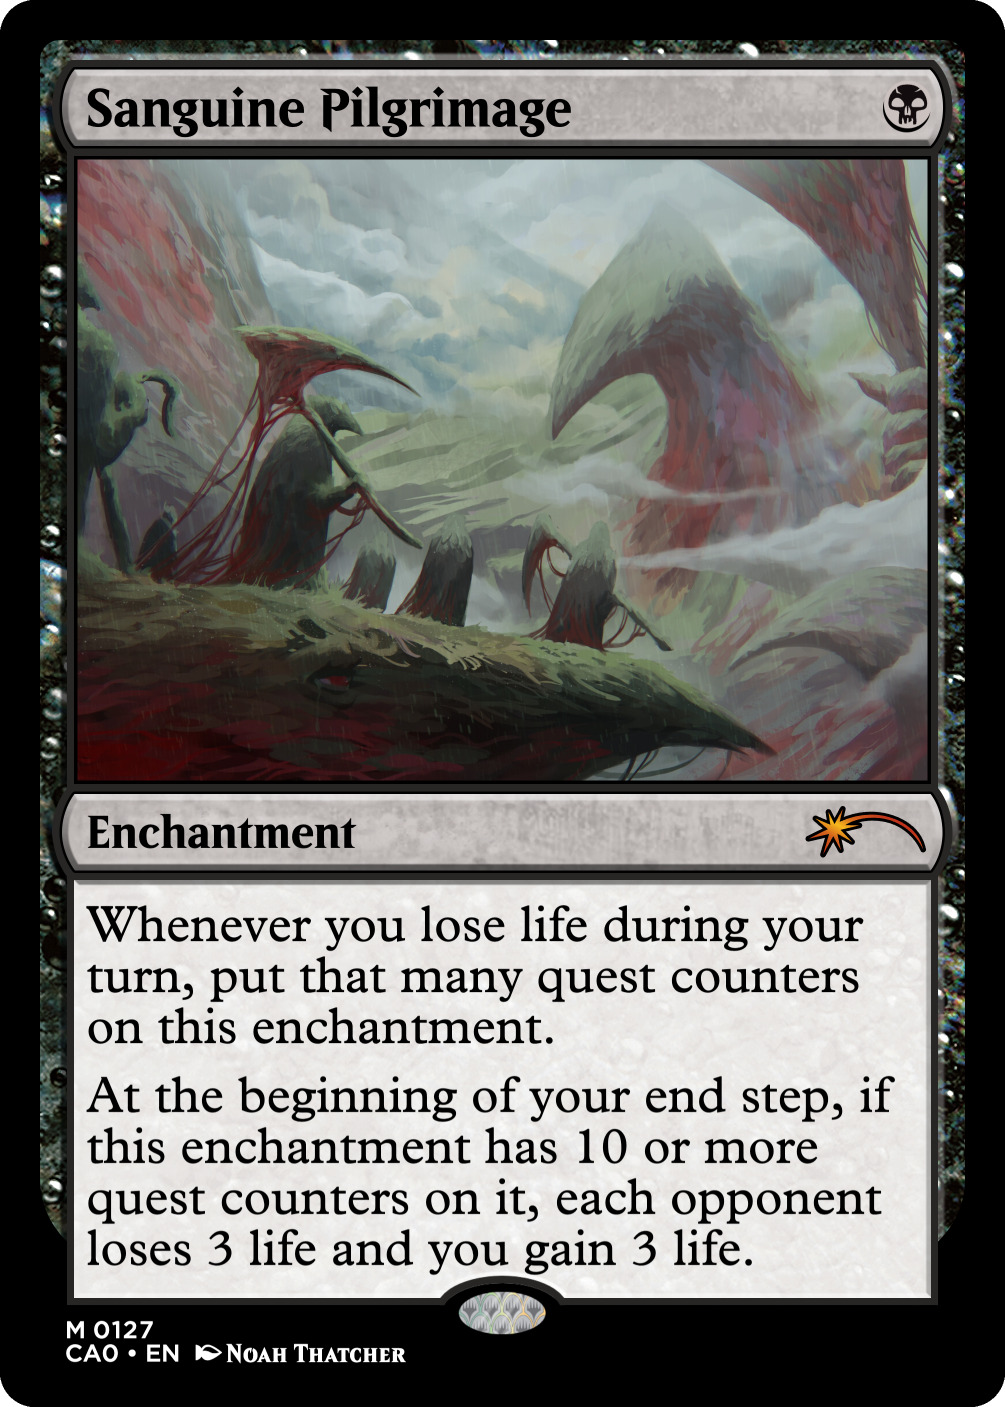 Sanguine Pilgrimage
Enchantment
Whenever you lose life during your
turn, put that many quest counters
on this enchantment.
At the beginning of your end step, if
this enchantment has 10 or more
quest counters on it, each opponent
loses 3 life and you gain 3 life.
M 0127
CAO • EN NOAH THATCHER